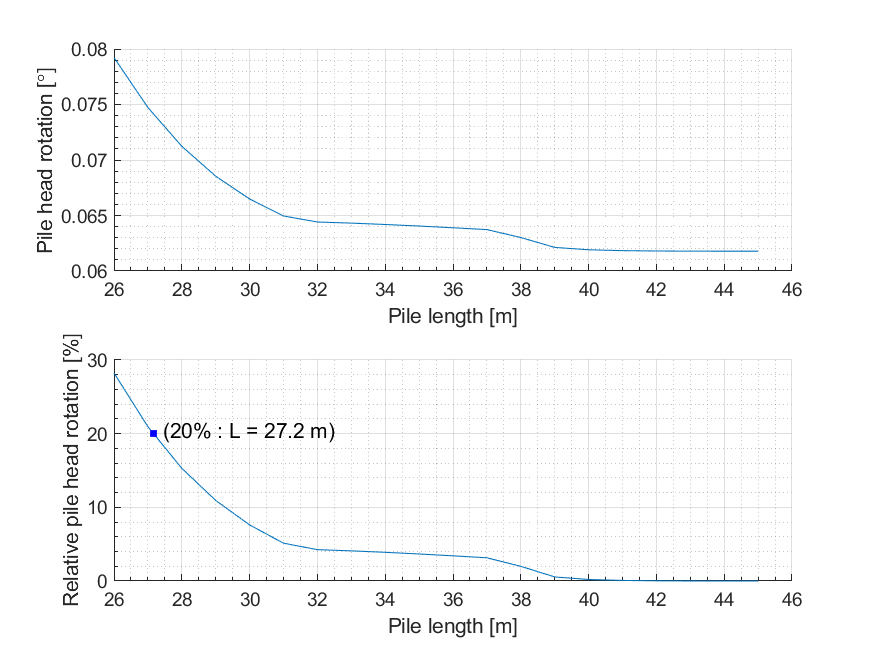 Pile head rotation [°]
0.08
0.075
0.07
0.065
0.06
26 28 30 32 34 36 38 40 42 44 46
Pile length [m]
Relative pile head rotation [%]
30
20
10
0
(20% : L = 27.2 m)
26 28 30 32 34 36 38 40 42 44 46
Pile length [m]